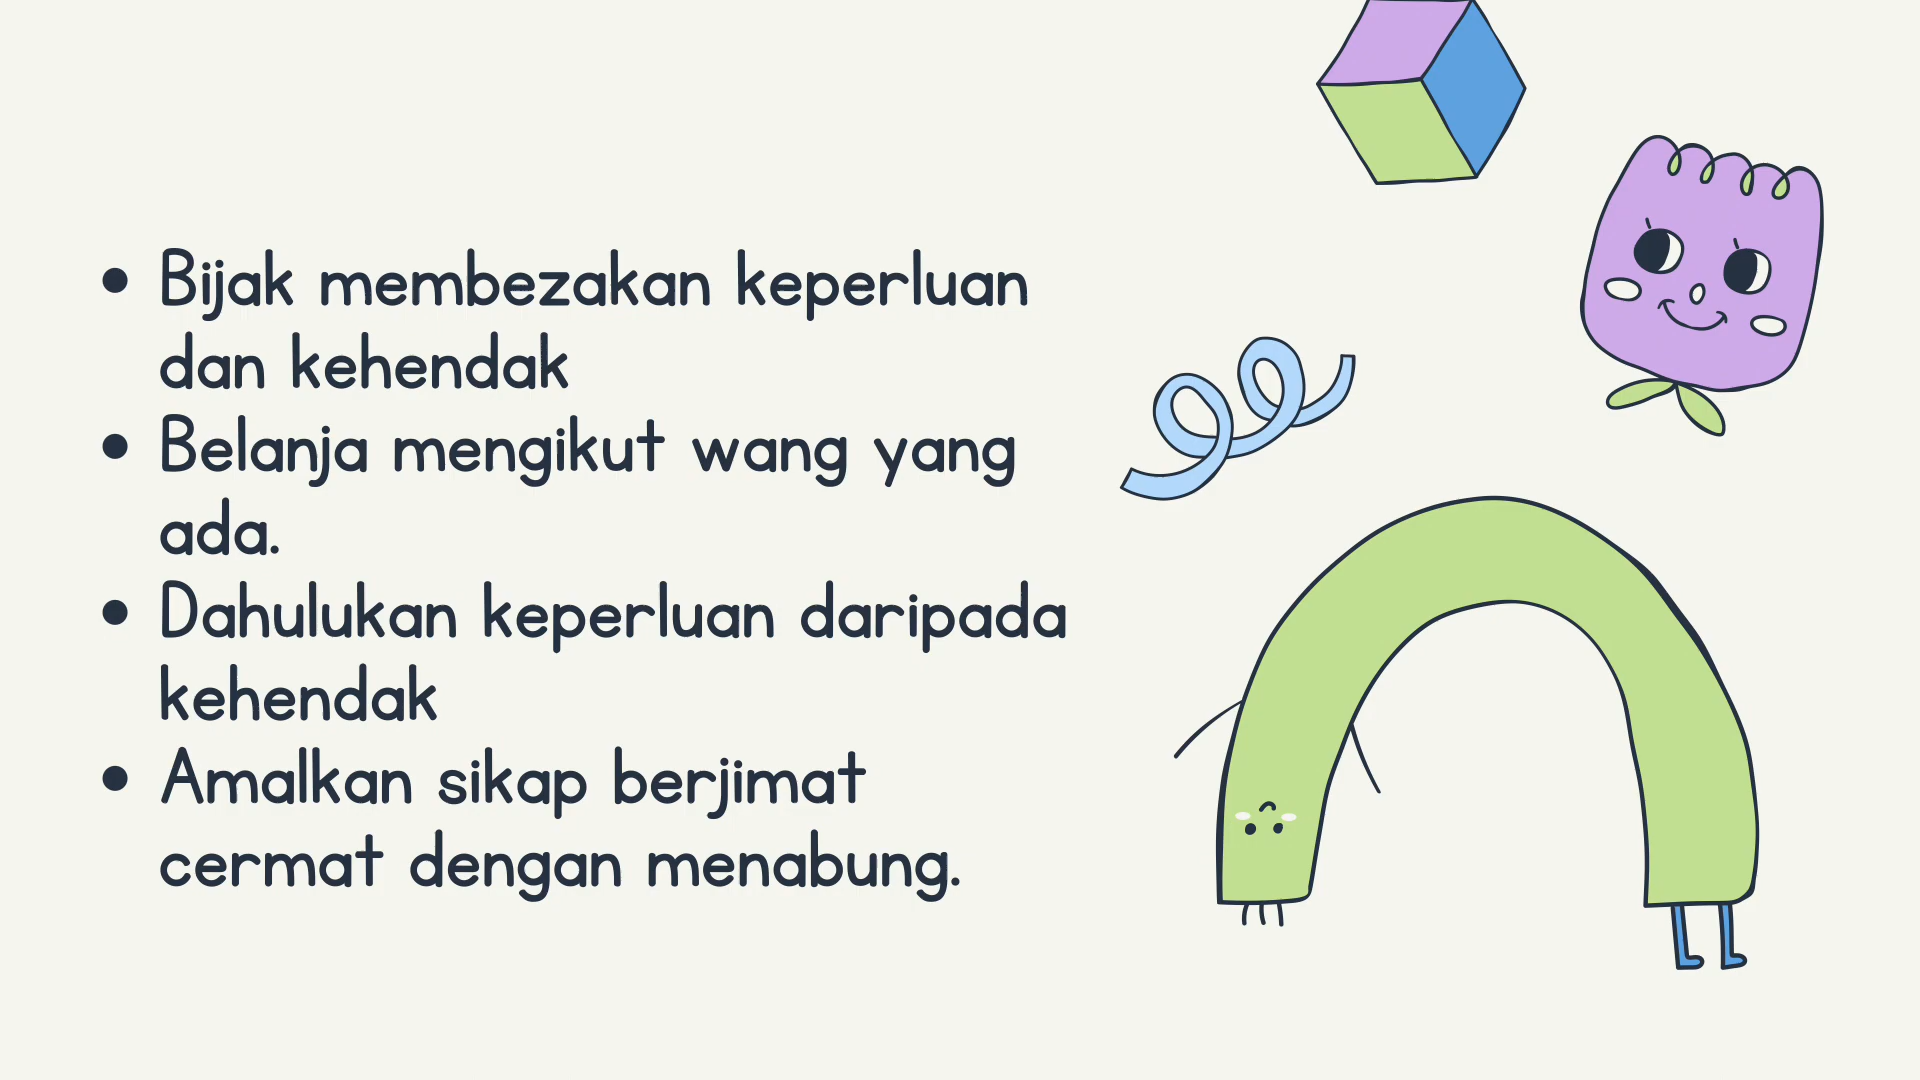 • Bijak membezakan keperluan
dan kehendak
• Belanja mengikut wang yang
ada.
• Dahulukan keperluan daripada
kehendak
• Amalkan sikap berjimat
cermat dengan menabung.